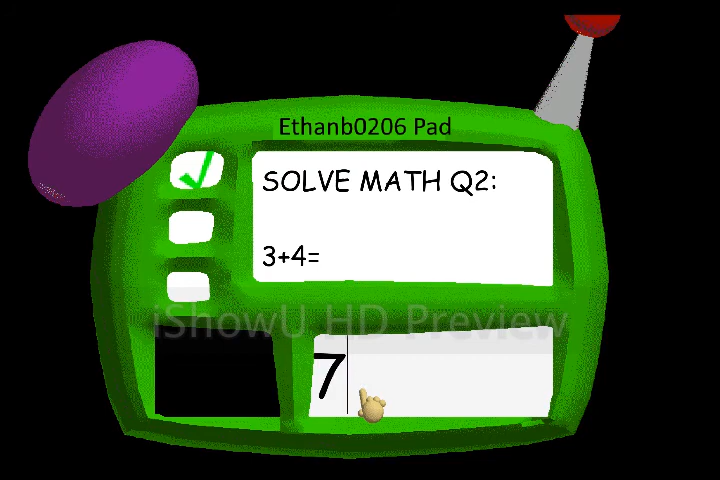 Ethanb0206 Pad
SOLVE MATH Q2:
3+4=
iShowU HD Preview
7